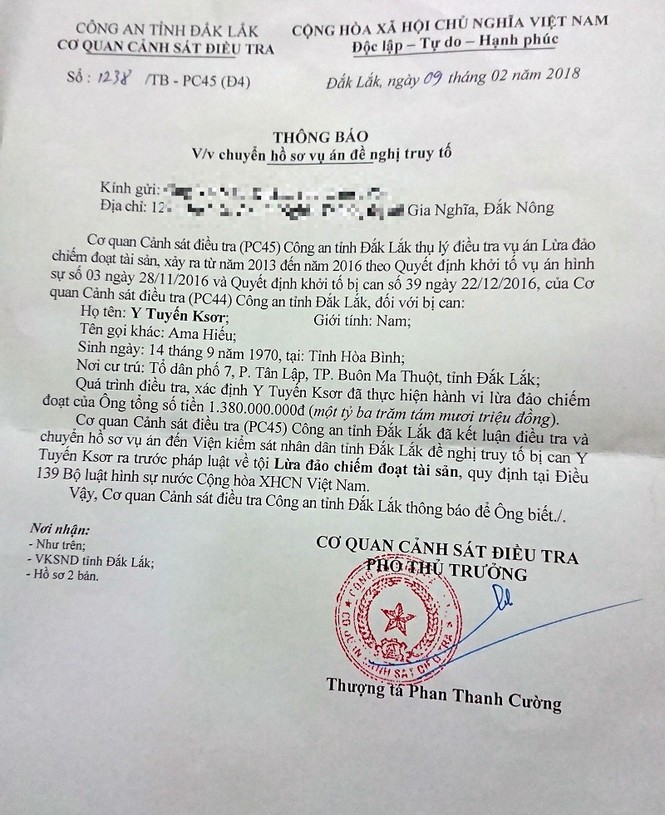 CÔNG AN TỈNH ĐẮK LẮK
CƠ QUAN CẢNH SÁT ĐIỀU TRA
Số : 1238 /TB - PC45 (Đ4)
CỘNG HÒA XÃ HỘI CHỦ NGHĨA VIỆT NAM
Độc lập – Tự do – Hạnh phúc
Đắk Lắk, ngày 09 tháng 02 năm 2018
THÔNG BÁO
V/v chuyển hồ sơ vụ án đề nghị truy tố
Kính gửi:
Địa chỉ: 12 Gia Nghĩa, Đắk Nông
Cơ quan Cảnh sát điều tra (PC45) Công an tỉnh Đắk Lắk thụ lý điều tra vụ án Lừa đảo
chiếm đoạt tài sản, xảy ra từ năm 2013 đến năm 2016 theo Quyết định khởi tố vụ án hình
sự số 03 ngày 28/11/2016 và Quyết định khởi tố bị can số 39 ngày 22/12/2016, của Cơ
quan Cảnh sát điều tra (PC44) Công an tỉnh Đắk Lắk, đối với bị can:
Họ tên: Y Tuyến Ksơr; Giới tính: Nam;
Tên gọi khác: Ama Hiếu;
Sinh ngày: 14 tháng 9 năm 1970, tại: Tỉnh Hòa Bình;
Nơi cư trú: Tổ dân phố 7, P. Tân Lập, TP. Buôn Ma Thuột, tỉnh Đắk Lắk;
Quá trình điều tra, xác định Y Tuyến Ksơr đã thực hiện hành vi lừa đảo chiếm
đoạt của Ông tổng số tiền 1.380.000.000đ (một tỷ ba trăm tám mươi triệu đồng).
Cơ quan Cảnh sát điều tra (PC45) Công an tỉnh Đắk Lắk đã kết luận điều tra và
chuyển hồ sơ vụ án đến Viện kiểm sát nhân dân tỉnh Đắk Lắk đề nghị truy tố bị can Y
Tuyến Ksơr ra trước pháp luật về tội Lừa đảo chiếm đoạt tài sản, quy định tại Điều
139 Bộ luật hình sự nước Cộng hòa XHCN Việt Nam.
Vậy, Cơ quan Cảnh sát điều tra Công an tỉnh Đắk Lắk thông báo để Ông biết./.
Nơi nhận:
- Như trên;
- VKSND tỉnh Đắk Lắk;
- Hồ sơ 2 bản.
CƠ QUAN CẢNH SÁT ĐIỀU TRA
PHÓ THỦ TRƯỞNG
Thượng tá Phan Thanh Cường